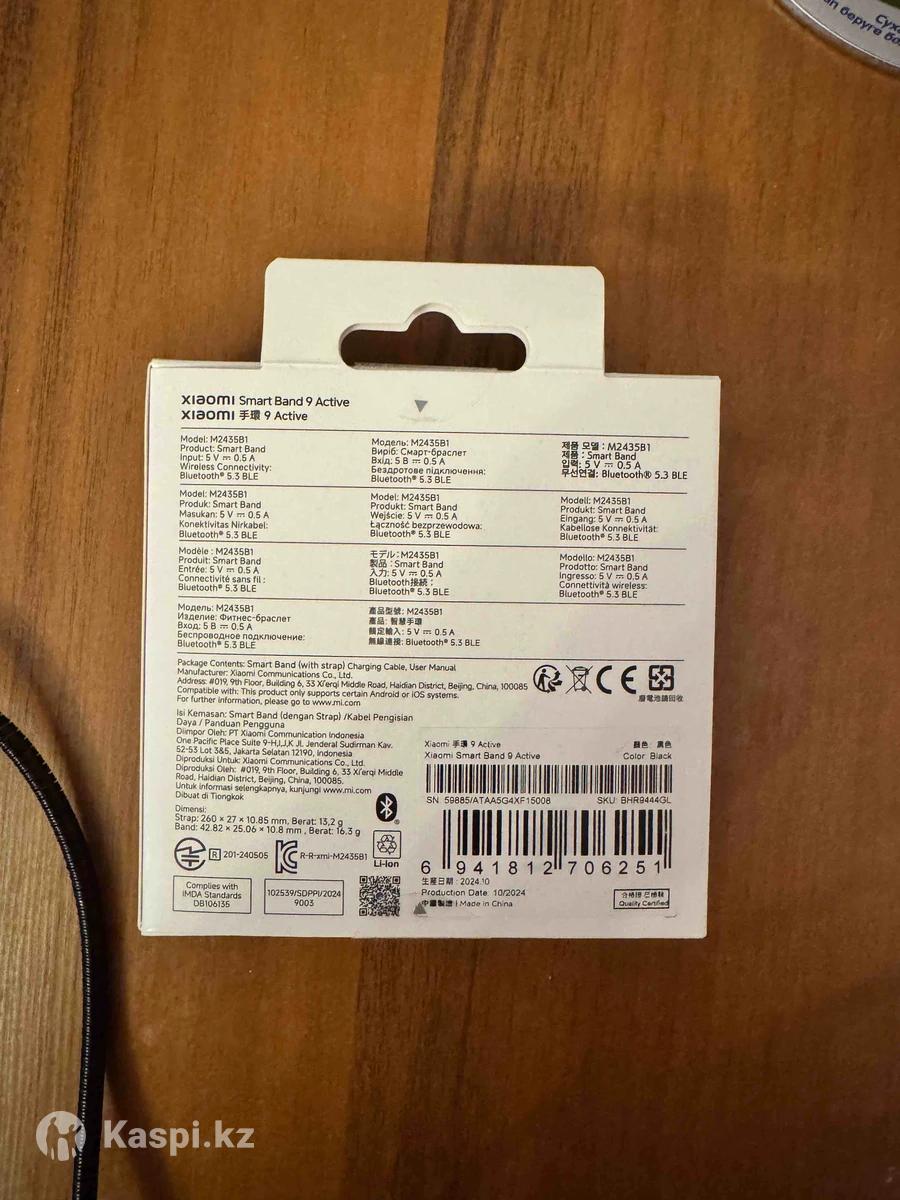 Суха
беруге бо
xiaomi Smart Band 9 Active
xiaomi 手環 9 Active
Model: M2435B1
Product: Smart Band
Input: 5 V ⎓ 0.5 A
Wireless Connectivity:
Bluetooth® 5.3 BLE
Модель: M2435B1
Виріб: Смарт-браслет
Вхід: 5 В ⎓ 0.5 А
Бездротове підключення:
Bluetooth® 5.3 BLE
제품 모델 : M2435B1
제품 : Smart Band
입력: 5 V ⎓ 0.5 A
무선연결: Bluetooth® 5.3 BLE
Model: M2435B1
Produk: Smart Band
Masukan: 5 V ⎓ 0.5 A
Konektivitas Nirkabel:
Bluetooth® 5.3 BLE
Model: M2435B1
Produkt: Smart Band
Wejście: 5 V ⎓ 0.5 A
Łączność bezprzewodowa:
Bluetooth® 5.3 BLE
Modell: M2435B1
Produkt: Smart Band
Eingang: 5 V ⎓ 0.5 A
Kabellose Konnektivität:
Bluetooth® 5.3 BLE
Modèle : M2435B1
Produit: Smart Band
Entrée: 5 V ⎓ 0.5 A
Connectivité sans fil :
Bluetooth® 5.3 BLE
モデル : M2435B1
製品 : Smart Band
入力: 5 V ⎓ 0.5 A
Bluetooth接続 :
Bluetooth® 5.3 BLE
Modello: M2435B1
Prodotto: Smart Band
Ingresso: 5 V ⎓ 0.5 A
Connettività wireless:
Bluetooth® 5.3 BLE
Модель: M2435B1
Изделие: Фитнес-браслет
Вход: 5 В ⎓ 0.5 А
Беспроводное подключение:
Bluetooth® 5.3 BLE
產品型號: M2435B1
產品: 智慧手環
額定輸入: 5 V ⎓ 0.5 A
無線連接: Bluetooth® 5.3 BLE
Package Contents: Smart Band (with strap) Charging Cable, User Manual
Manufacturer: Xiaomi Communications Co., Ltd.
Address: #019, 9th Floor, Building 6, 33 Xi'erqi Middle Road, Haidian District, Beijing, China, 100085
Compatible with: This product only supports certain Android or iOS systems.
For further information, please go to www.mi.com
廢電池請回收
Isi Kemasan: Smart Band (dengan Strap) /Kabel Pengisian
Daya / Panduan Pengguna
Diimpor Oleh: PT Xiaomi Communication Indonesia
One Pacific Place Suite 9-H,I,J,K Jl. Jenderal Sudirman Kav.
52-53 Lot 3&5, Jakarta Selatan 12190, Indonesia
Diproduksi Untuk: Xiaomi Communications Co., Ltd.
Diproduksi Oleh: #019, 9th Floor, Building 6, 33 Xi'erqi Middle
Road, Haidian District, Beijing, China, 100085.
Untuk informasi selengkapnya, kunjungi www.mi.com
Dibuat di Tiongkok
Dimensi:
Strap: 260 × 27 × 10.85 mm, Berat: 13,2 g
Band: 42.82 × 25.06 × 10.8 mm , Berat: 16.3 g
Li-ion
R 201-240505
R-R-xmi-M2435B1
Complies with
IMDA Standards
DB106135
102539/SDPPI/2024
9003
Xiaomi 手環 9 Active
顏色: 黑色
Xiaomi Smart Band 9 Active
Color: Black
SN: 59885/ATAA5G4XF15008
SKU: BHR9444GL
6 941812 706251
生產日期 : 2024.10
Production Date: 10/2024
中國製造 | Made in China
合格證 已檢驗
Quality Certified
Kaspi.kz